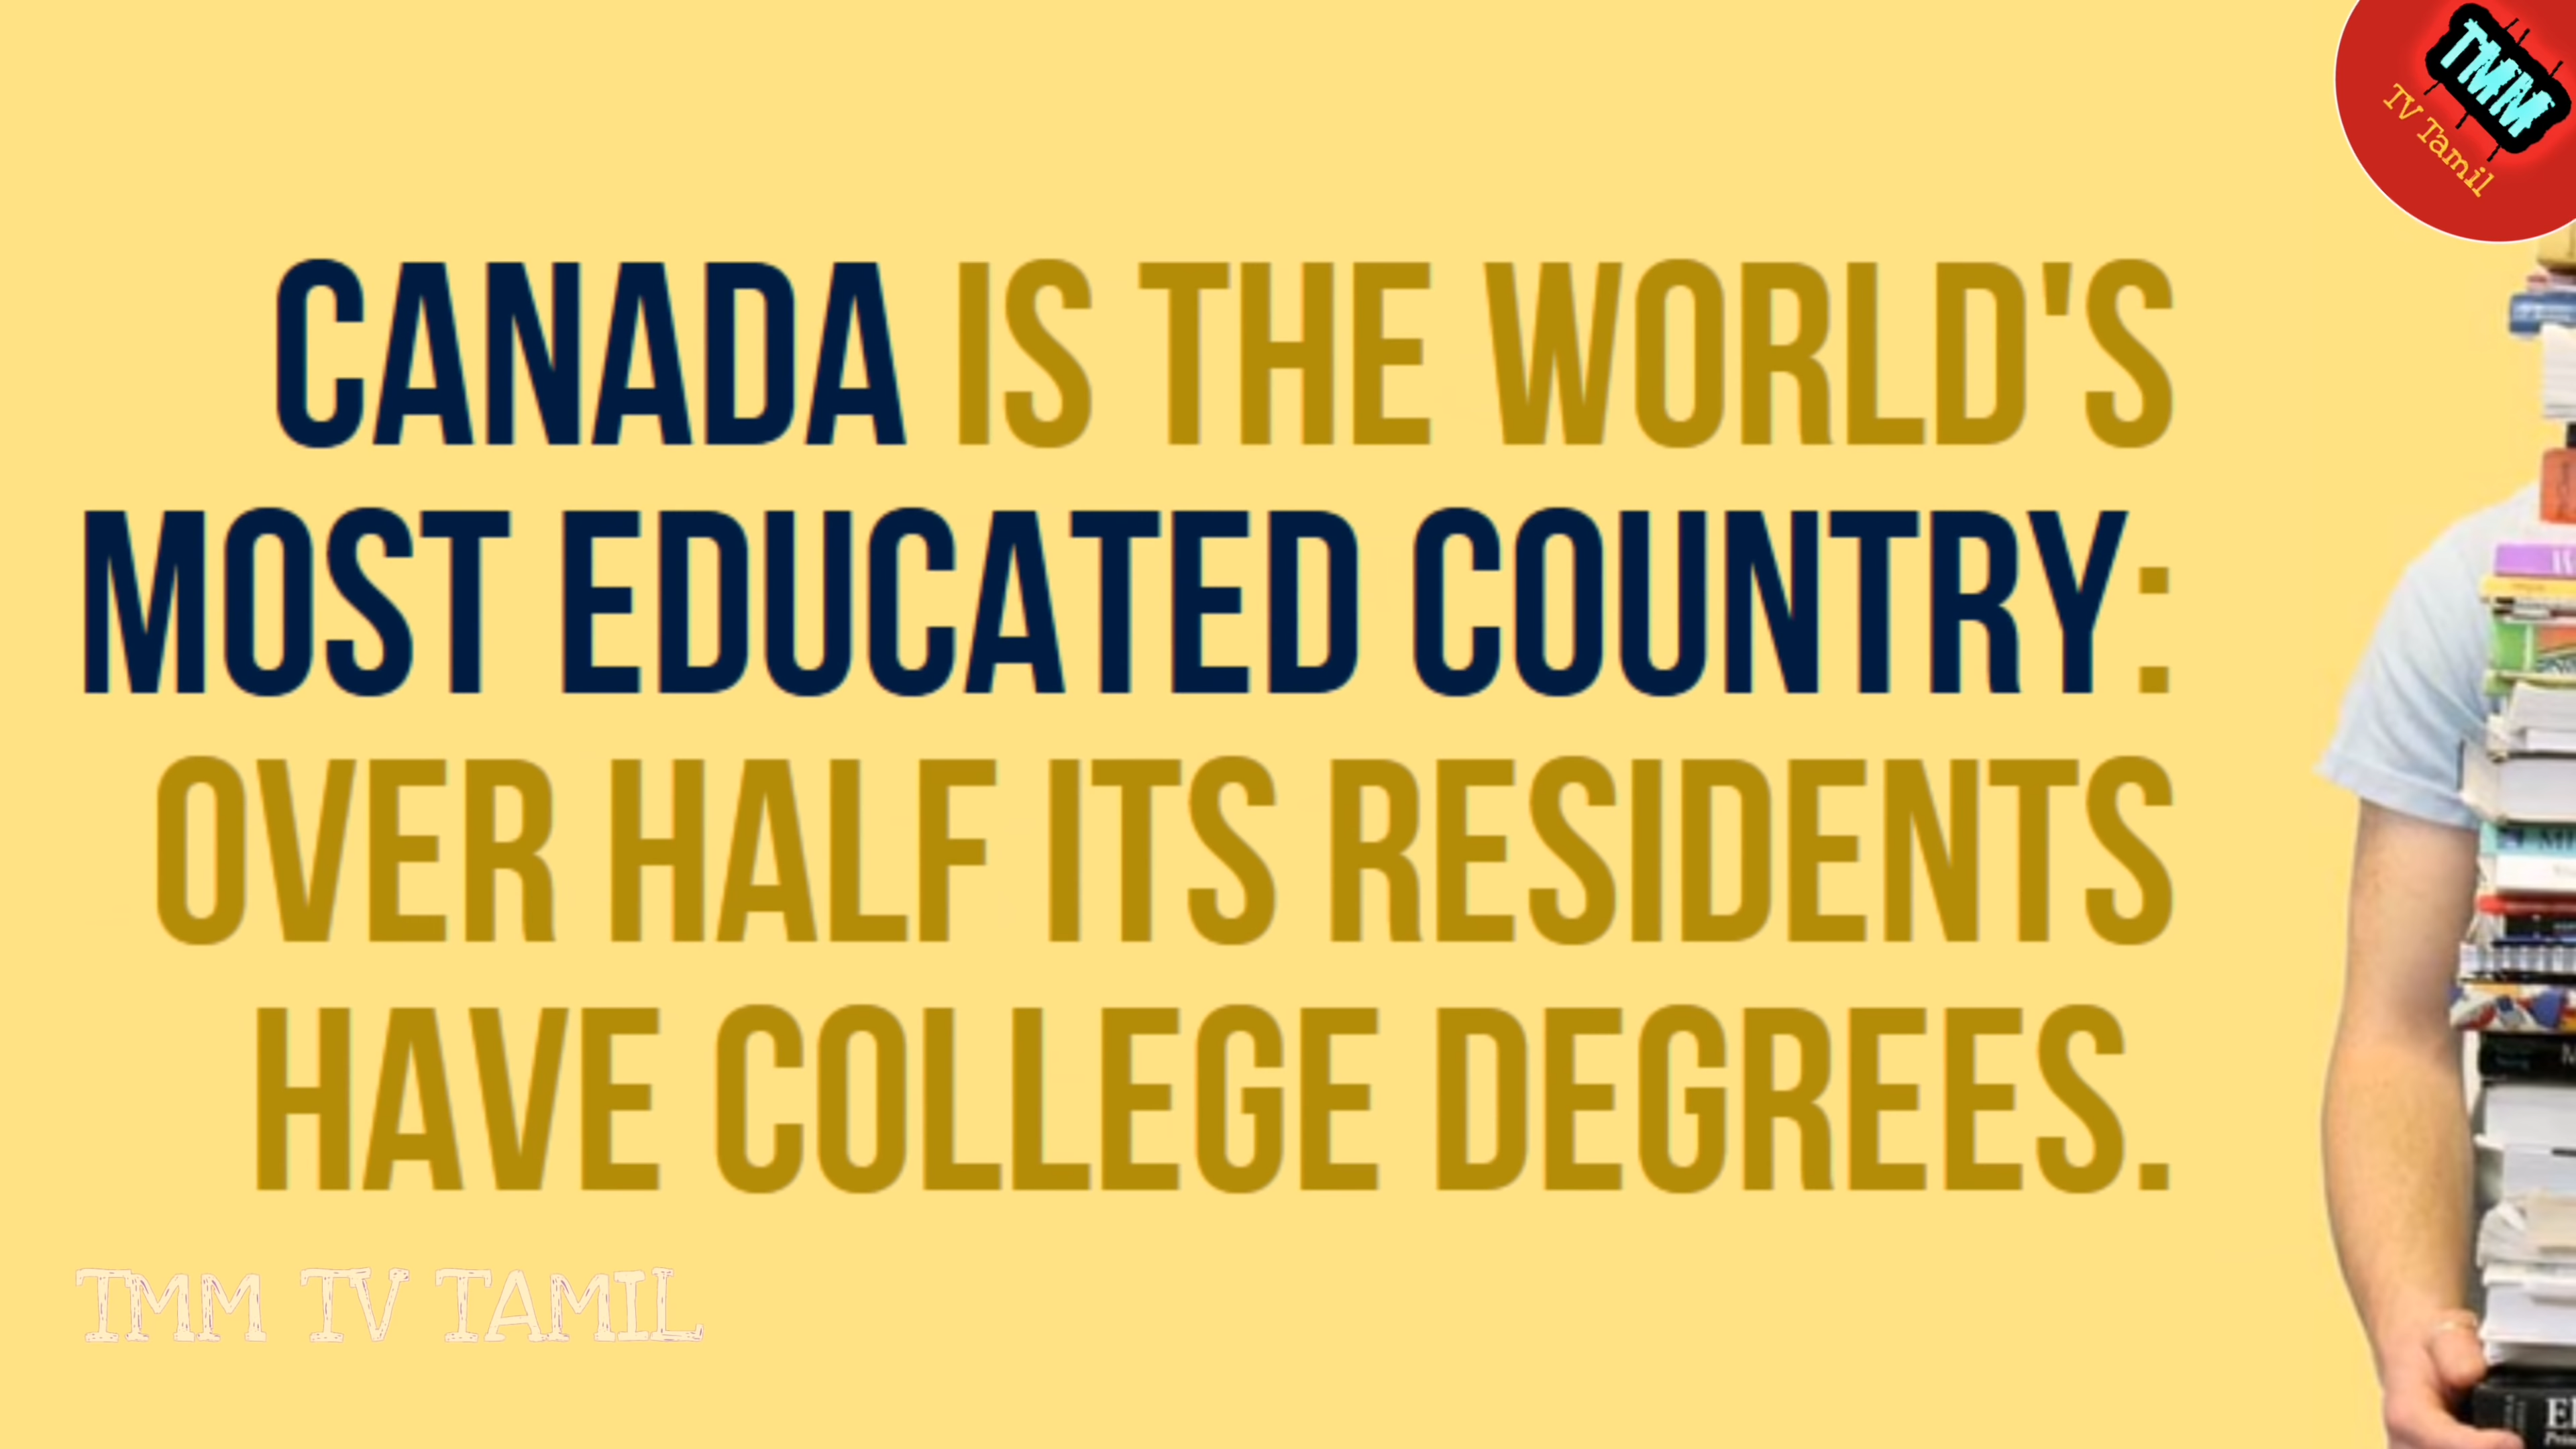 TMM
TV Tamil
CANADA IS THE WORLD'S
MOST EDUCATED COUNTRY:
OVER HALF ITS RESIDENTS
HAVE COLLEGE DEGREES.
TMM TV TAMIL